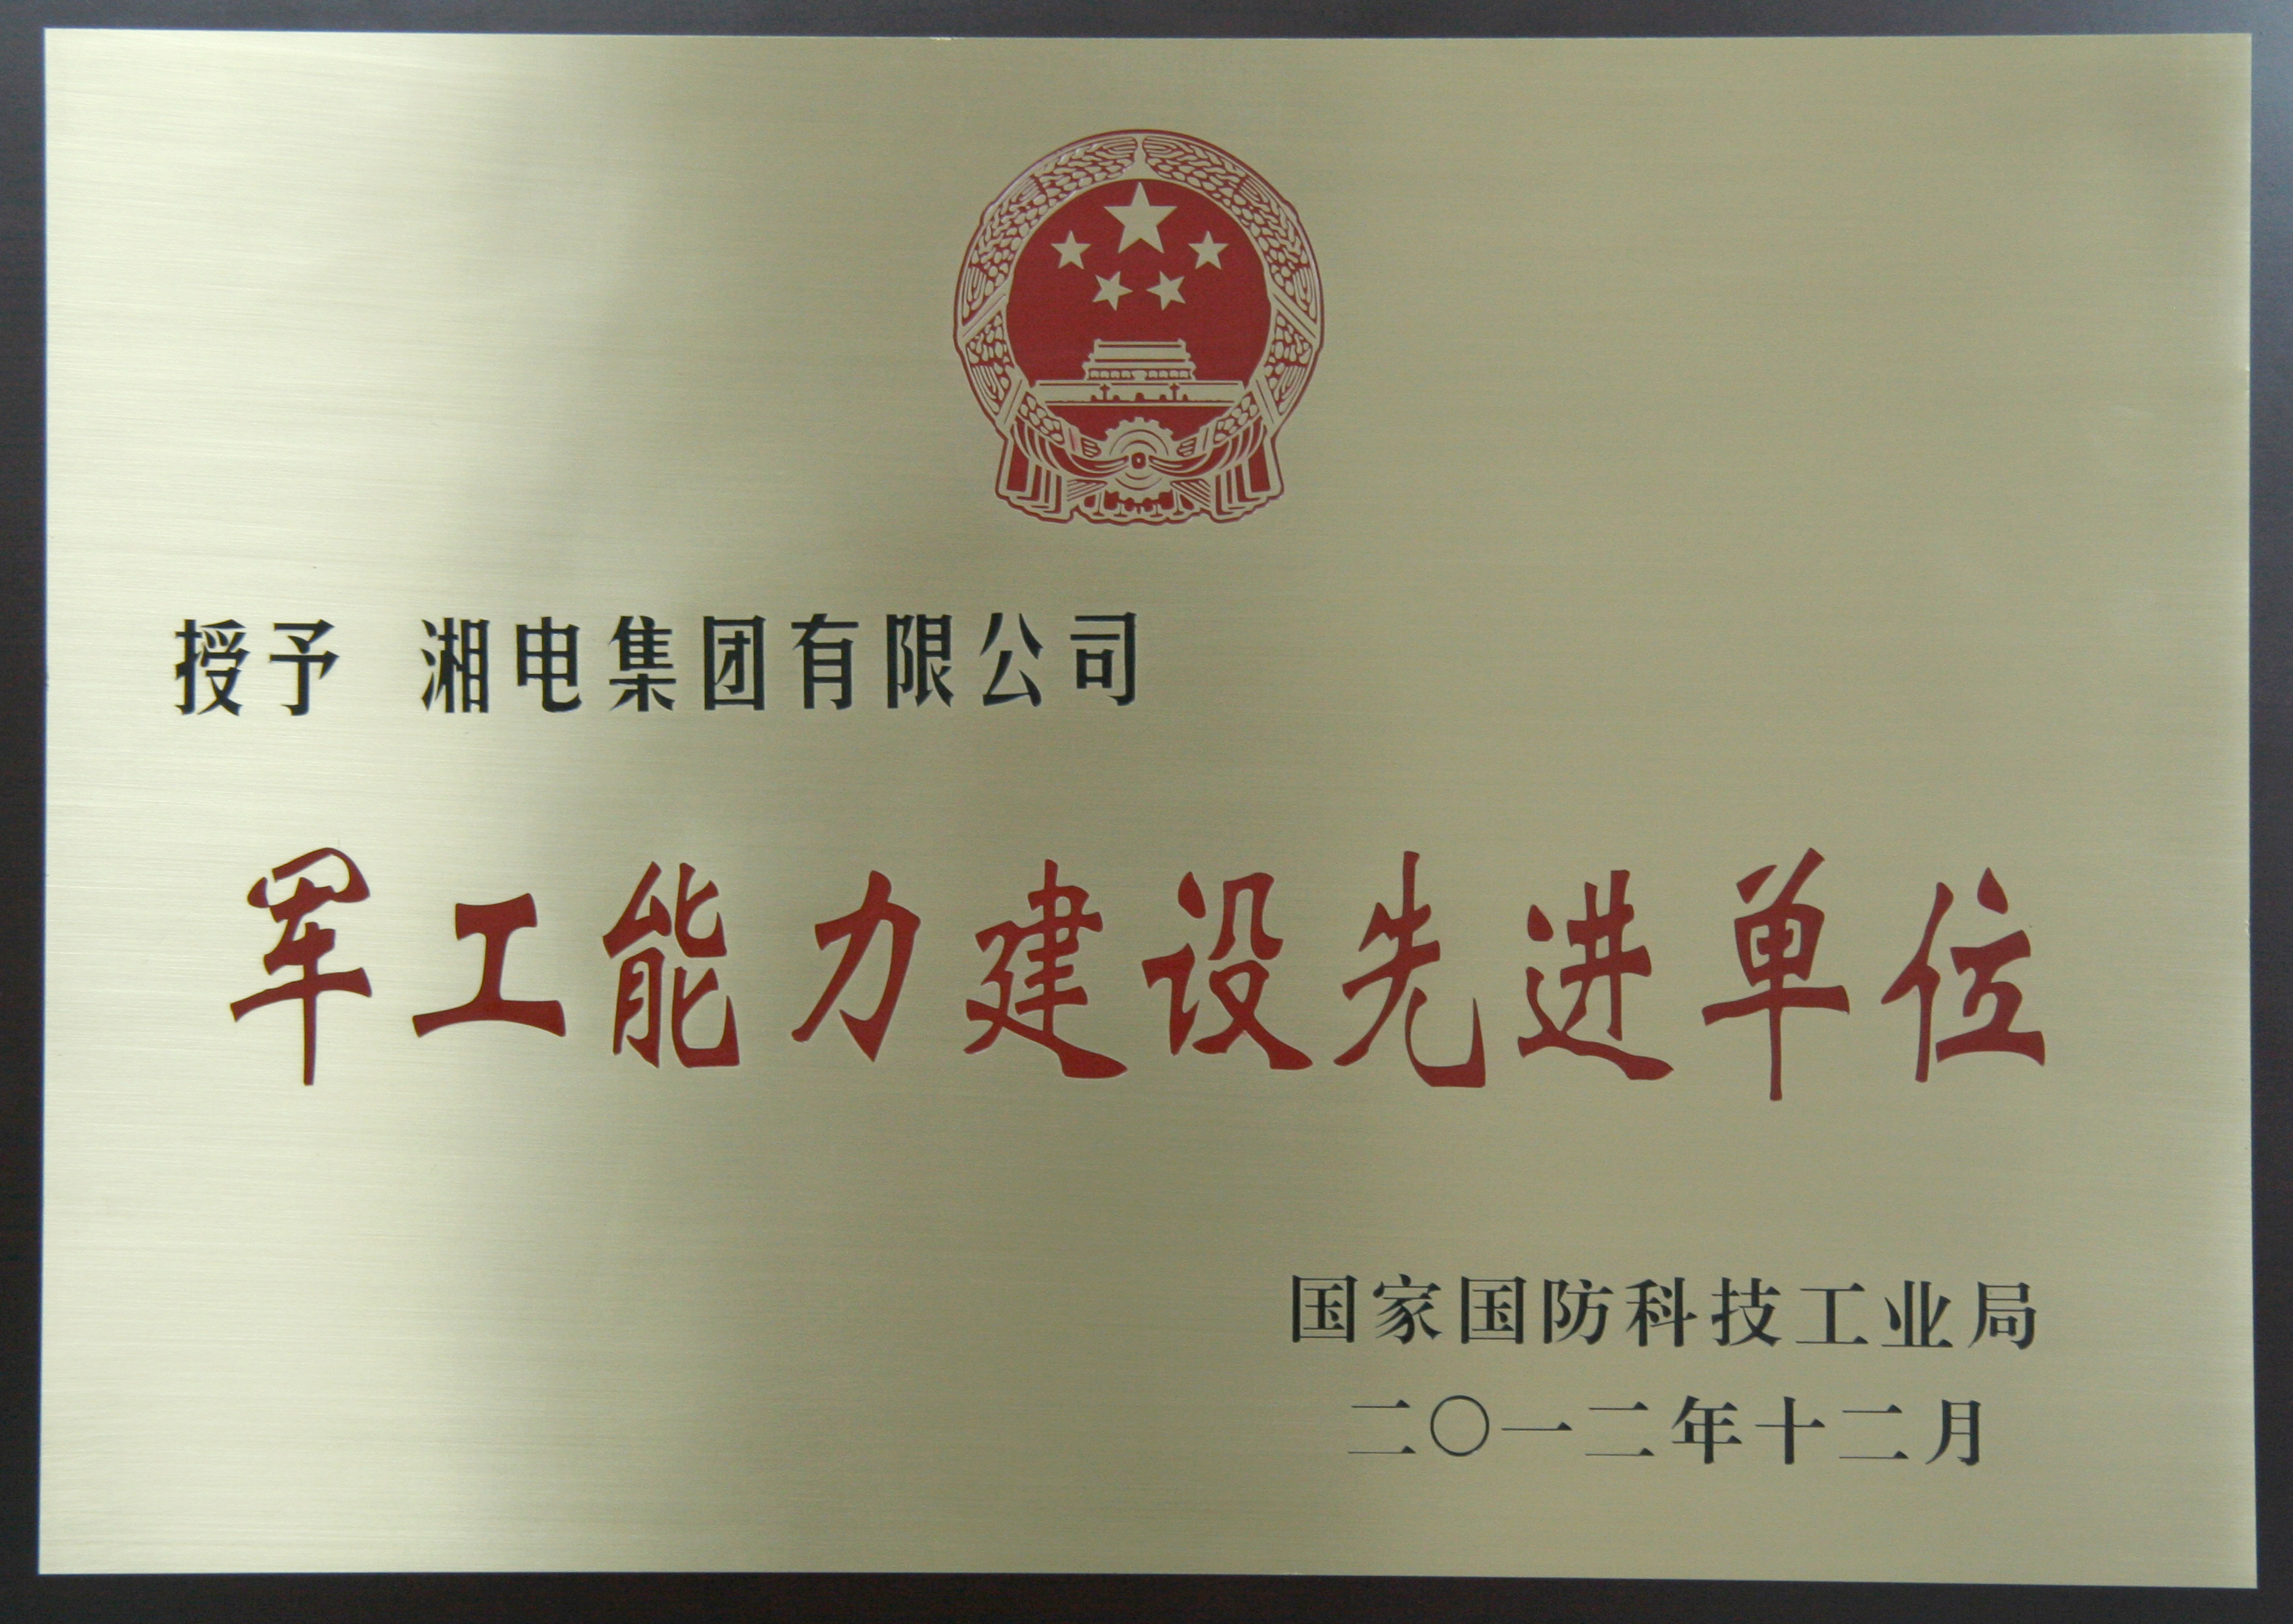 授予 湘电集团有限公司
军工能力建设先进单位
国家国防科技工业局
二〇一二年十二月